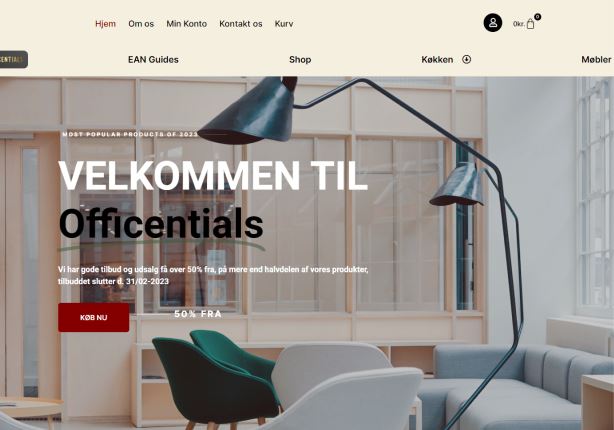 Hjem Om os Min Konto Kontakt os Kurv 0kr. 0
EAN Guides Shop Køkken Møbler
MOST POPULAR PRODUCTS OF 2023
VELKOMMEN TIL
Officentials
Vi har gode tilbud og udsalg få over 50% fra, på mere end halvdelen af vores produkter,
tilbuddet slutter d. 31/02-2023
KØB NU 50% FRA